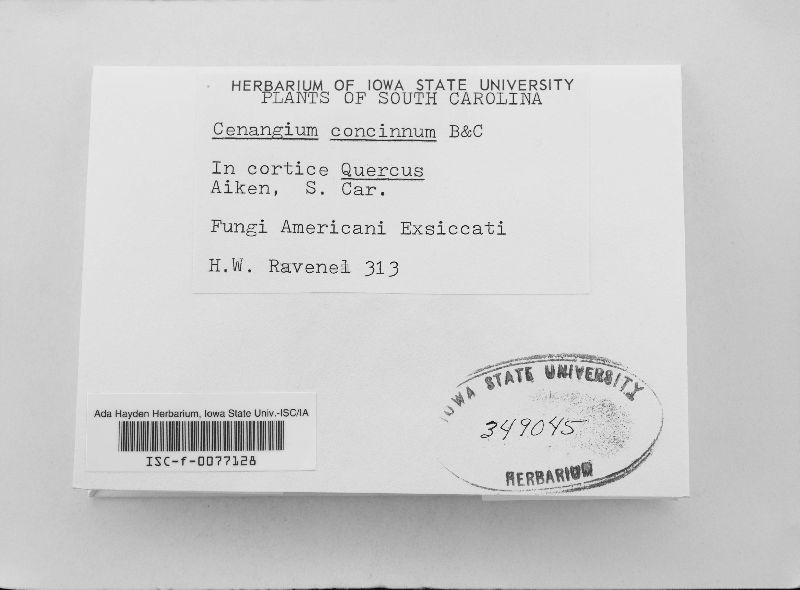 HERBARIUM OF IOWA STATE UNIVERSITY
PLANTS OF SOUTH CAROLINA
Cenangium concinnum B&C
In cortice Quercus
Aiken, S. Car.
Fungi Americani Exsiccati
H.W. Ravenel 313
IOWA STATE UNIVERSITY
349045
HERBARIUM
Ada Hayden Herbarium, Iowa State Univ.-ISC/IA
ISC-f-0077128